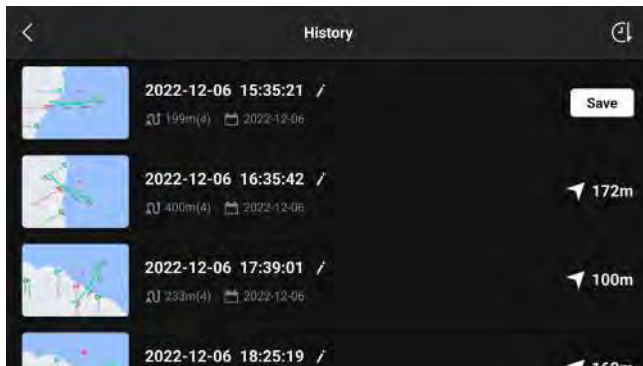 History
2022-12-06 15:35:21
199m(4) 2022-12-06
Save
2022-12-06 16:35:42
400m(4) 2022-12-06
172m
2022-12-06 17:39:01
233m(4) 2022-12-06
100m
2022-12-06 18:25:19